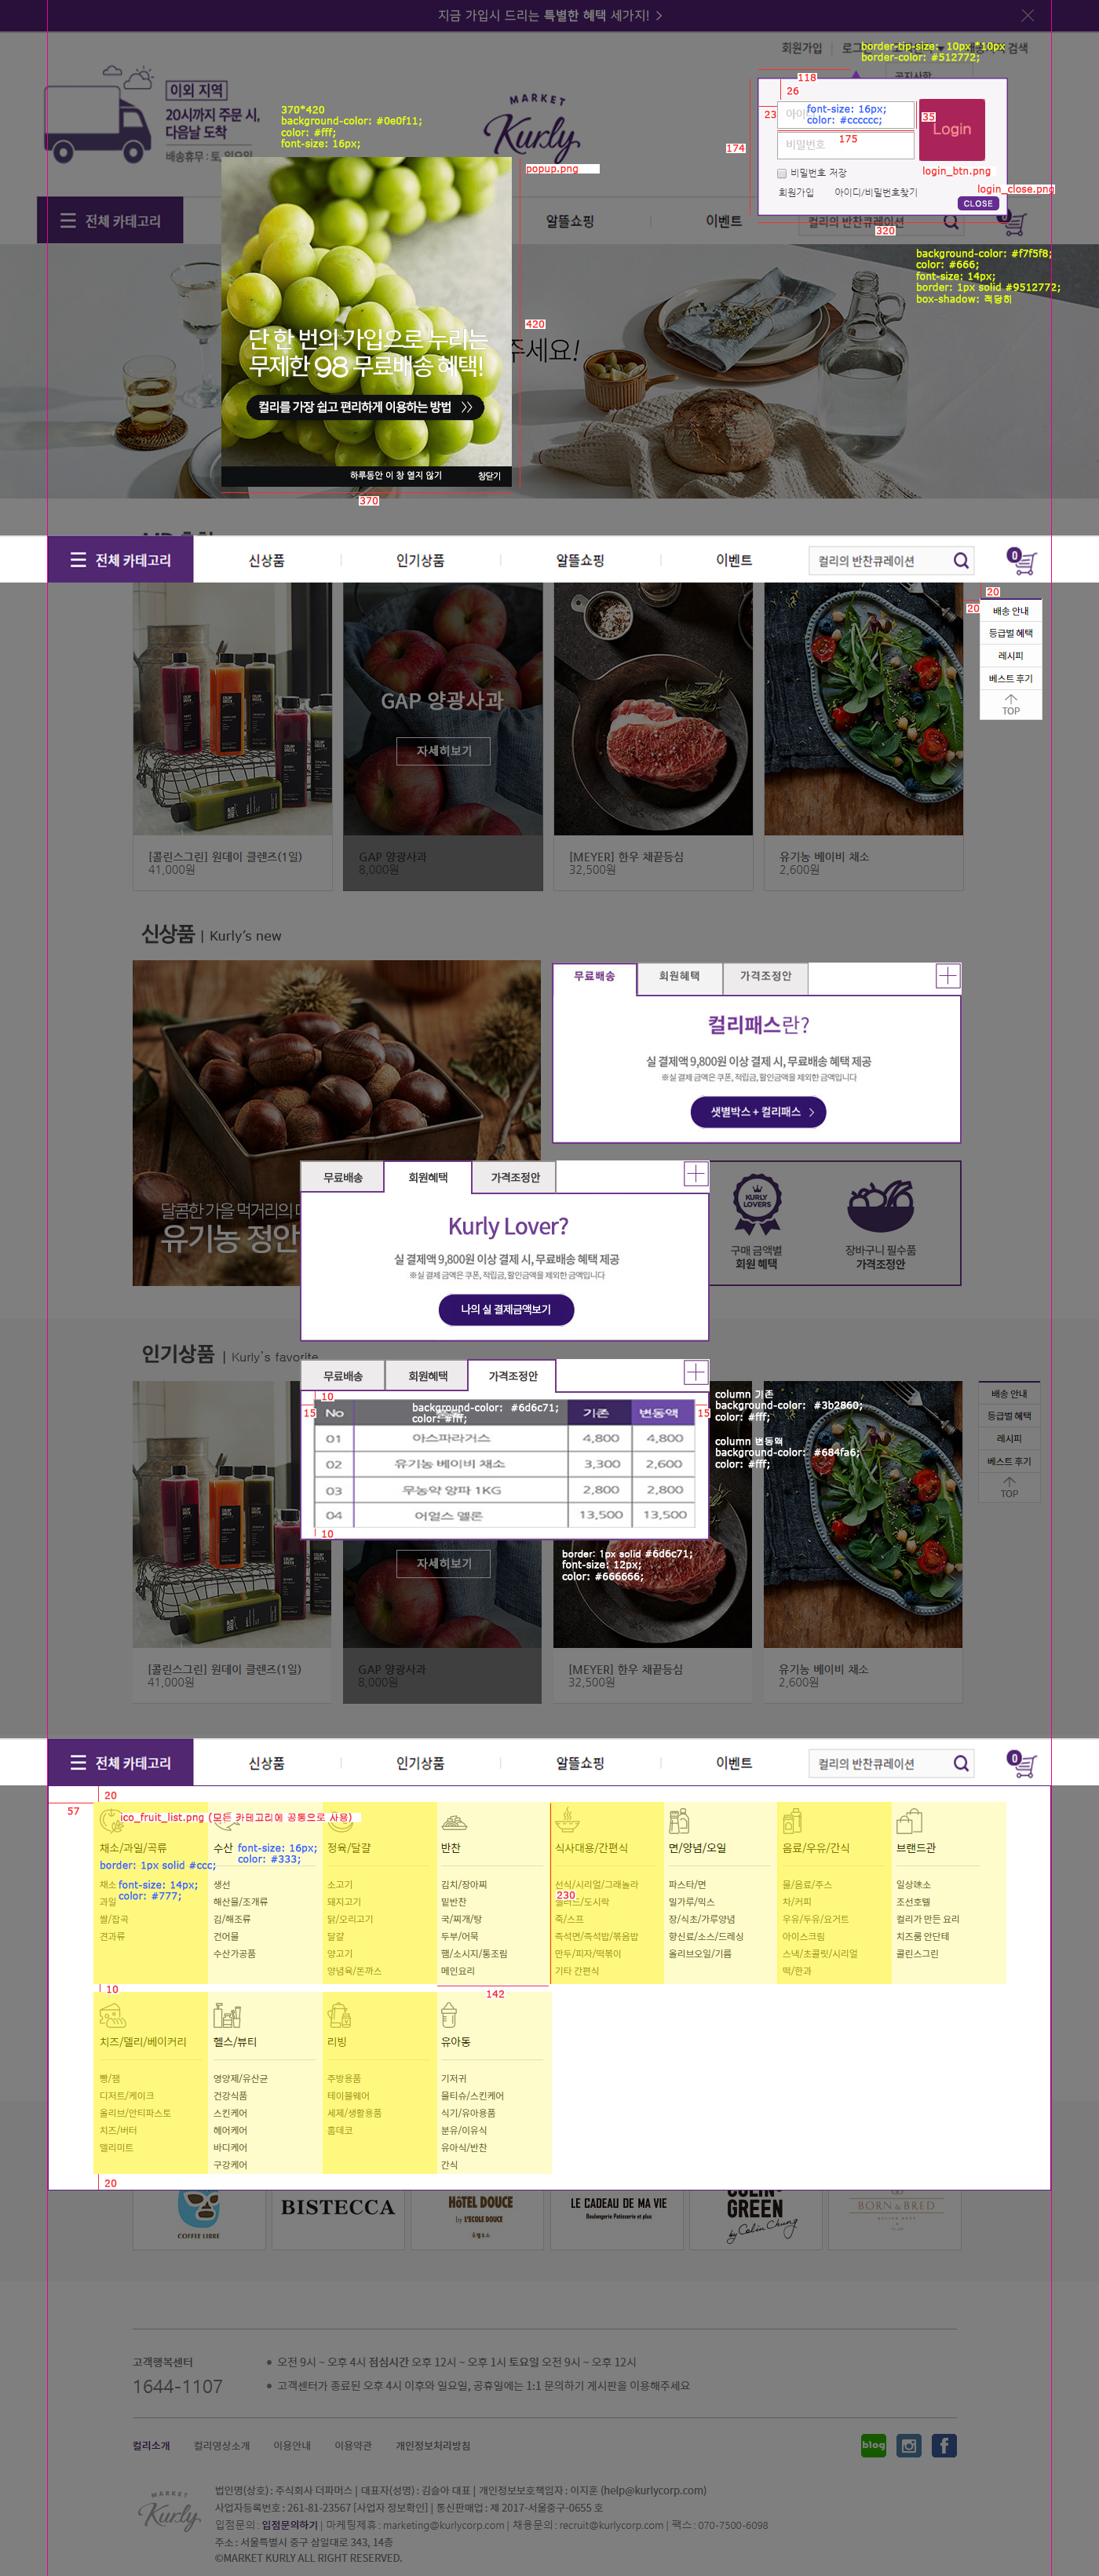 지금 가입시 드리는 특별한 혜택 세가지! >
회원가입
border-tip-size: 10px *10px
border-color: #512772;
검색
이외 지역
20시까지 주문 시,
다음날 도착
배송휴무 : 토, 일요일
MARKET
Kurly
370*420
background-color: #0e0f11;
color: #fff;
font-size: 16px;
popup.png
118
26
23
font-size: 16px;
color: #cccccc;
35
Login
비밀번호
175
174
비밀번호 저장
login_btn.png
회원가입
아이디/비밀번호찾기
login_close.png
CLOSE
320
전체 카테고리
알뜰쇼핑
이벤트
컬리의 반찬큐레이션
0
background-color: #f7f5f8;
color: #666;
font-size: 14px;
border: 1px solid #9512772;
box-shadow: 적당히
420
주세요!
단 한 번의 가입으로 누리는
무제한 98 무료배송 혜택!
컬리를 가장 쉽고 편리하게 이용하는 방법 >>
하루동안 이 창 열지 않기
창닫기
370
전체 카테고리
신상품
인기상품
알뜰쇼핑
이벤트
컬리의 반찬큐레이션
0
20
20
배송 안내
등급별 혜택
레시피
베스트 후기
TOP
GAP 양광사과
자세히보기
[콜린스그린] 원데이 클렌즈(1일)
41,000원
GAP 양광사과
8,000원
[MEYER] 한우 채끝등심
32,500원
유기농 베이비 채소
2,600원
신상품 | Kurly's new
무료배송
회원혜택
가격조정안
컬리패스란?
실 결제액 9,800원 이상 결제 시, 무료배송 혜택 제공
※실 결제 금액은 쿠폰, 적립금, 할인금액을 제외한 금액입니다
샛별박스 + 컬리패스 >
달콤한 가을 먹거리의
유기농 정안
무료배송
회원혜택
가격조정안
Kurly Lover?
실 결제액 9,800원 이상 결제 시, 무료배송 혜택 제공
※실 결제 금액은 쿠폰, 적립금, 할인금액을 제외한 금액입니다
나의 실 결제금액보기
KURLY
LOVERS
구매 금액별
회원 혜택
장바구니 필수품
가격조정안
인기상품 | Kurly's favorite
무료배송
회원혜택
가격조정안
10
15
No
background-color: #6d6c71;
color: #fff;
기존
변동액
15
01 아스파라거스 4,800 4,800
02 유기농 베이비 채소 3,300 2,600
03 무농약 양파 1KG 2,800 2,800
04 어얼스 멜론 13,500 13,500
10
column 기존
background-color: #3b2860;
color: #fff;
column 변동액
background-color: #684fa6;
color: #fff;
배송 안내
등급별 혜택
레시피
베스트 후기
TOP
border: 1px solid #6d6c71;
font-size: 12px;
color: #666666;
자세히보기
[콜린스그린] 원데이 클렌즈(1일)
41,000원
GAP 양광사과
8,000원
[MEYER] 한우 채끝등심
32,500원
유기농 베이비 채소
2,600원
전체 카테고리
신상품
인기상품
알뜰쇼핑
이벤트
컬리의 반찬큐레이션
0
20
57
ico_fruit_list.png (모든 카테고리에 공통으로 사용)
채소/과일/곡류
border: 1px solid #ccc;
채소
font-size: 14px;
color: #777;
과일
쌀/잡곡
견과류
수산
font-size: 16px;
color: #333;
생선
해산물/조개류
김/해조류
건어물
수산가공품
정육/달걀
소고기
돼지고기
닭/오리고기
달걀
양고기
양념육/돈까스
반찬
김치/장아찌
밑반찬
국/찌개/탕
두부/어묵
햄/소시지/통조림
메인요리
식사대용/간편식
선식/시리얼/그래놀라
230
샐러드/도시락
죽/스프
즉석면/즉석밥/볶음밥
만두/피자/떡볶이
기타 간편식
면/양념/오일
파스타/면
밀가루/믹스
장/식초/가루양념
향신료/소스/드레싱
올리브오일/기름
음료/우유/간식
물/음료/주스
차/커피
우유/두유/요거트
아이스크림
스낵/초콜릿/시리얼
떡/한과
브랜드관
일상味소
조선호텔
컬리가 만든 요리
치즈룸 안단테
콜린스그린
10
142
치즈/델리/베이커리
빵/잼
디저트/케이크
올리브/안티파스토
치즈/버터
델리미트
헬스/뷰티
영양제/유산균
건강식품
스킨케어
헤어케어
바디케어
구강케어
리빙
주방용품
테이블웨어
세제/생활용품
홈데코
유아동
기저귀
물티슈/스킨케어
식기/유아용품
분유/이유식
유아식/반찬
간식
20
COFFEE LIBRE
BISTECCA
HôTEL DOUCE
by L'ECOLE DOUCE
LE CADEAU DE MA VIE
Boulangerie Patisserie et plus
COLIN'
GREEN
by Colin Chung
BORN & BRED
고객행복센터
1644-1107
● 오전 9시 ~ 오후 4시 점심시간 오후 12시 ~ 오후 1시 토요일 오전 9시 ~ 오후 12시
● 고객센터가 종료된 오후 4시 이후와 일요일, 공휴일에는 1:1 문의하기 게시판을 이용해주세요
컬리소개
컬리영상소개
이용안내
이용약관
개인정보처리방침
blog
MARKET
Kurly
법인명(상호) : 주식회사 더파머스 | 대표자(성명) : 김슬아 대표 | 개인정보보호책임자 : 이지훈 (help@kurlycorp.com)
사업자등록번호 : 261-81-23567 [사업자 정보확인] | 통신판매업 : 제 2017-서울중구-0655 호
입점문의 : 입점문의하기 | 마케팅제휴 : marketing@kurlycorp.com | 채용문의 : recruit@kurlycorp.com | 팩스 : 070-7500-6098
주소 : 서울특별시 중구 삼일대로 343, 14층
©MARKET KURLY ALL RIGHT RESERVED.